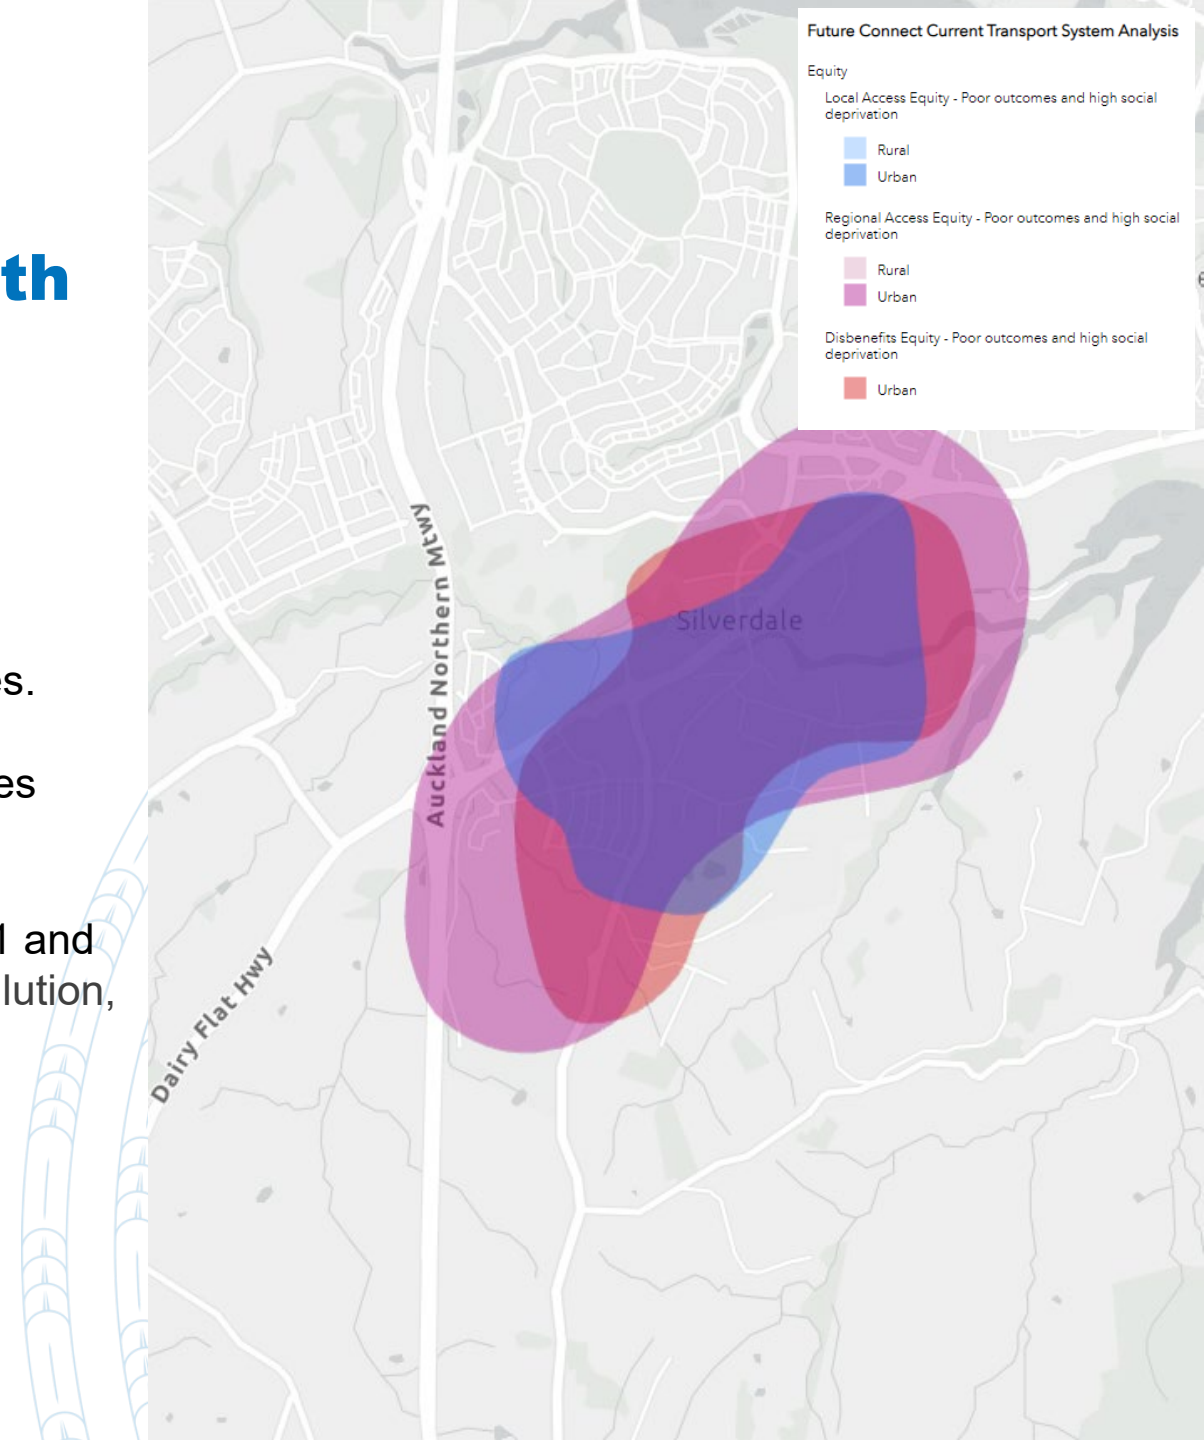 th
es.
es
1 and
lution,
Future Connect Current Transport System Analysis
Equity
Local Access Equity - Poor outcomes and high social
deprivation
Rural
Urban
Regional Access Equity - Poor outcomes and high social
deprivation
Rural
Urban
Disbenefits Equity - Poor outcomes and high social
deprivation
Urban
Auckland Northern Mtwy
Silverdale
Dairy Flat Hwy